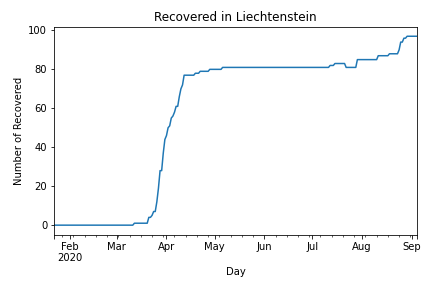 Recovered in Liechtenstein
100
80
60
40
20
0
Number of Recovered
Feb Mar Apr May Jun Jul Aug Sep
2020
Day